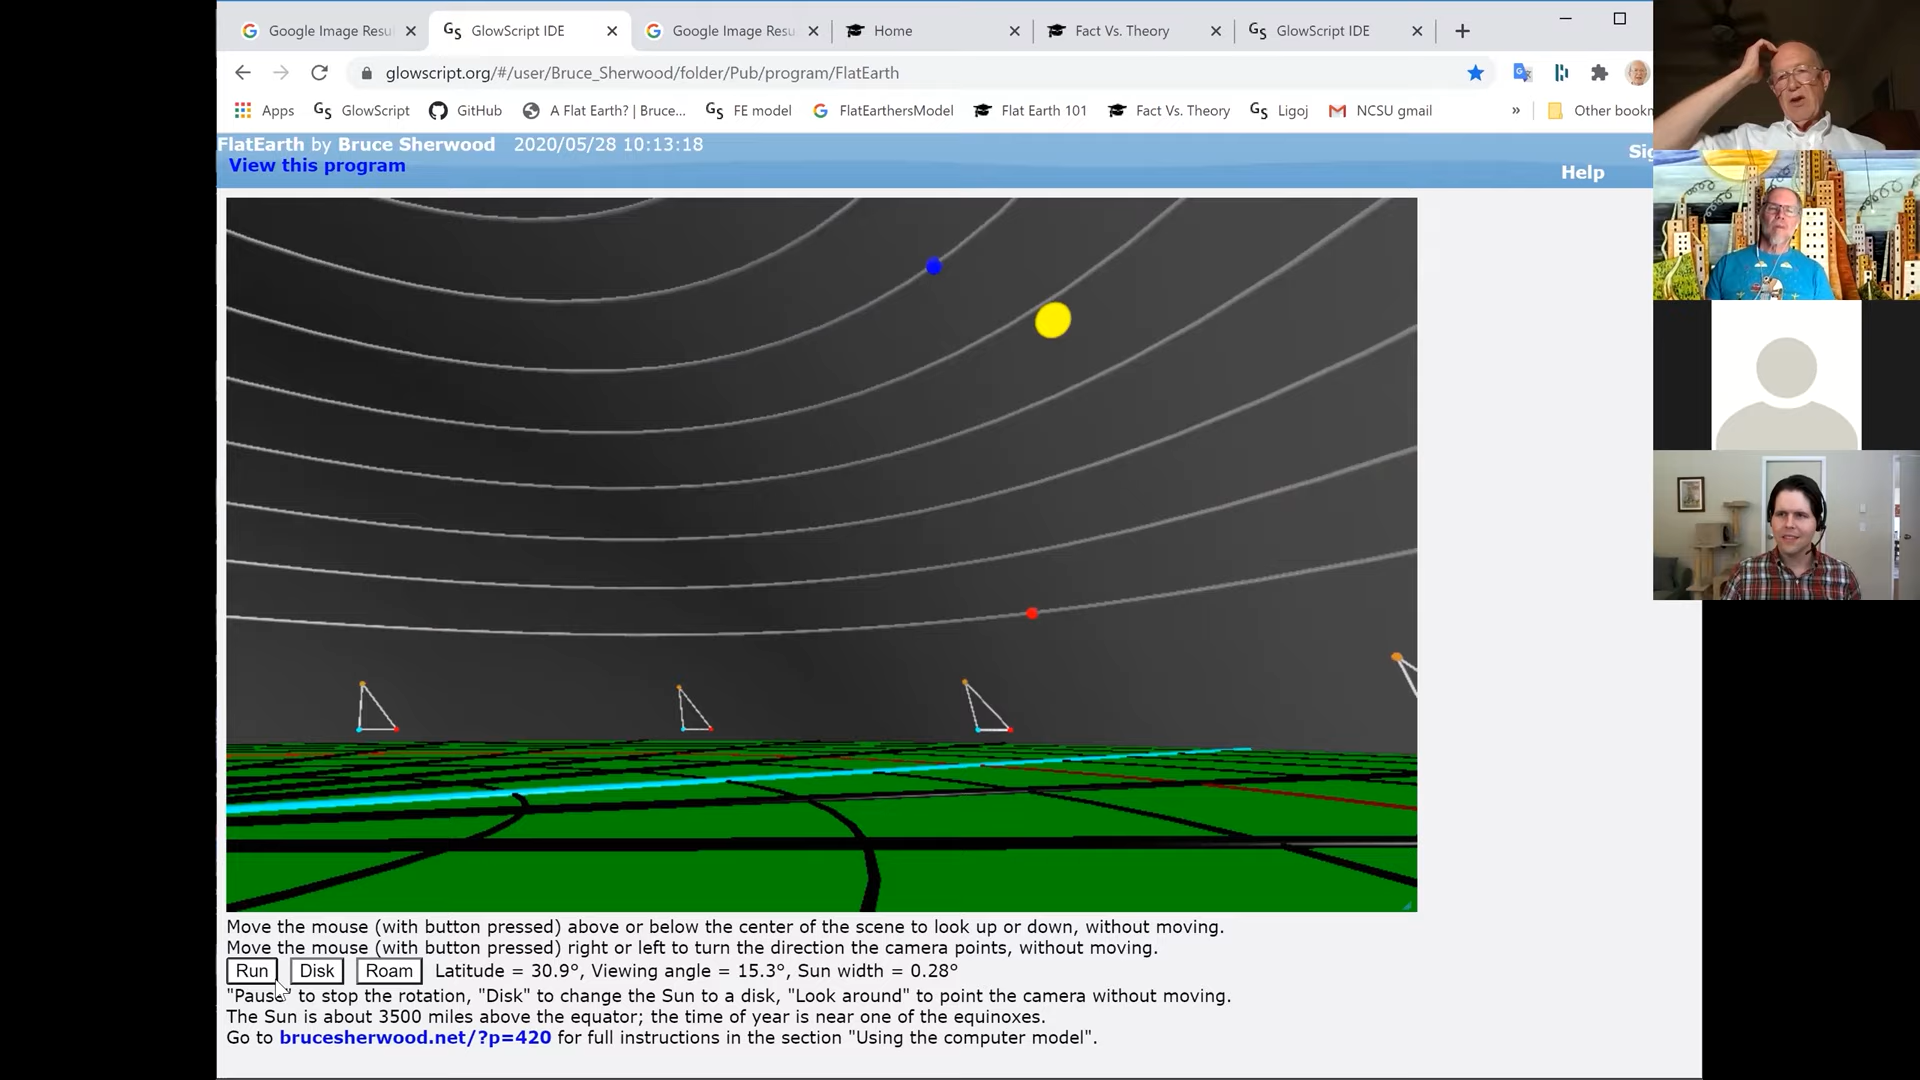 Google Image Resu
GlowScript IDE
Google Image Resu
Home
Fact Vs. Theory
GlowScript IDE
glowscript.org/#/user/Bruce_Sherwood/folder/Pub/program/FlatEarth
Apps GlowScript GitHub A Flat Earth? | Bruce... FE model FlatEarthersModel Flat Earth 101 Fact Vs. Theory Ligoj NCSU gmail » Other bookm
FlatEarth by Bruce Sherwood 2020/05/28 10:13:18
View this program
Sig
Help
Move the mouse (with button pressed) above or below the center of the scene to look up or down, without moving.
Move the mouse (with button pressed) right or left to turn the direction the camera points, without moving.
Run Disk Roam Latitude = 30.9°, Viewing angle = 15.3°, Sun width = 0.28°
"Pause" to stop the rotation, "Disk" to change the Sun to a disk, "Look around" to point the camera without moving.
The Sun is about 3500 miles above the equator; the time of year is near one of the equinoxes.
Go to brucesherwood.net/?p=420 for full instructions in the section "Using the computer model".